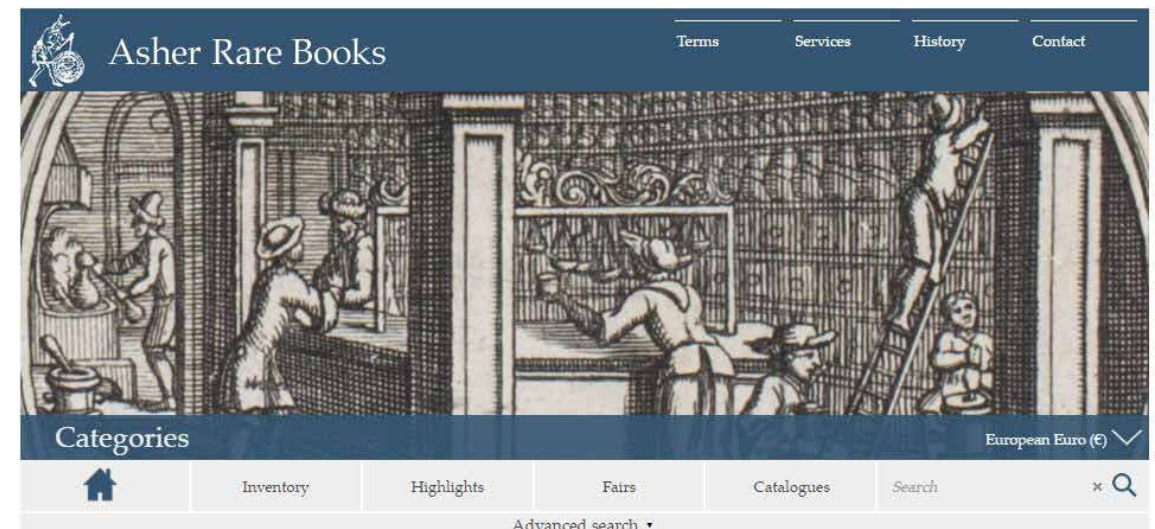 Asher Rare Books
Terms Services History Contact
Categories
European Euro (€)
Inventory Highlights Fairs Catalogues Search ×
Advanced search ▾